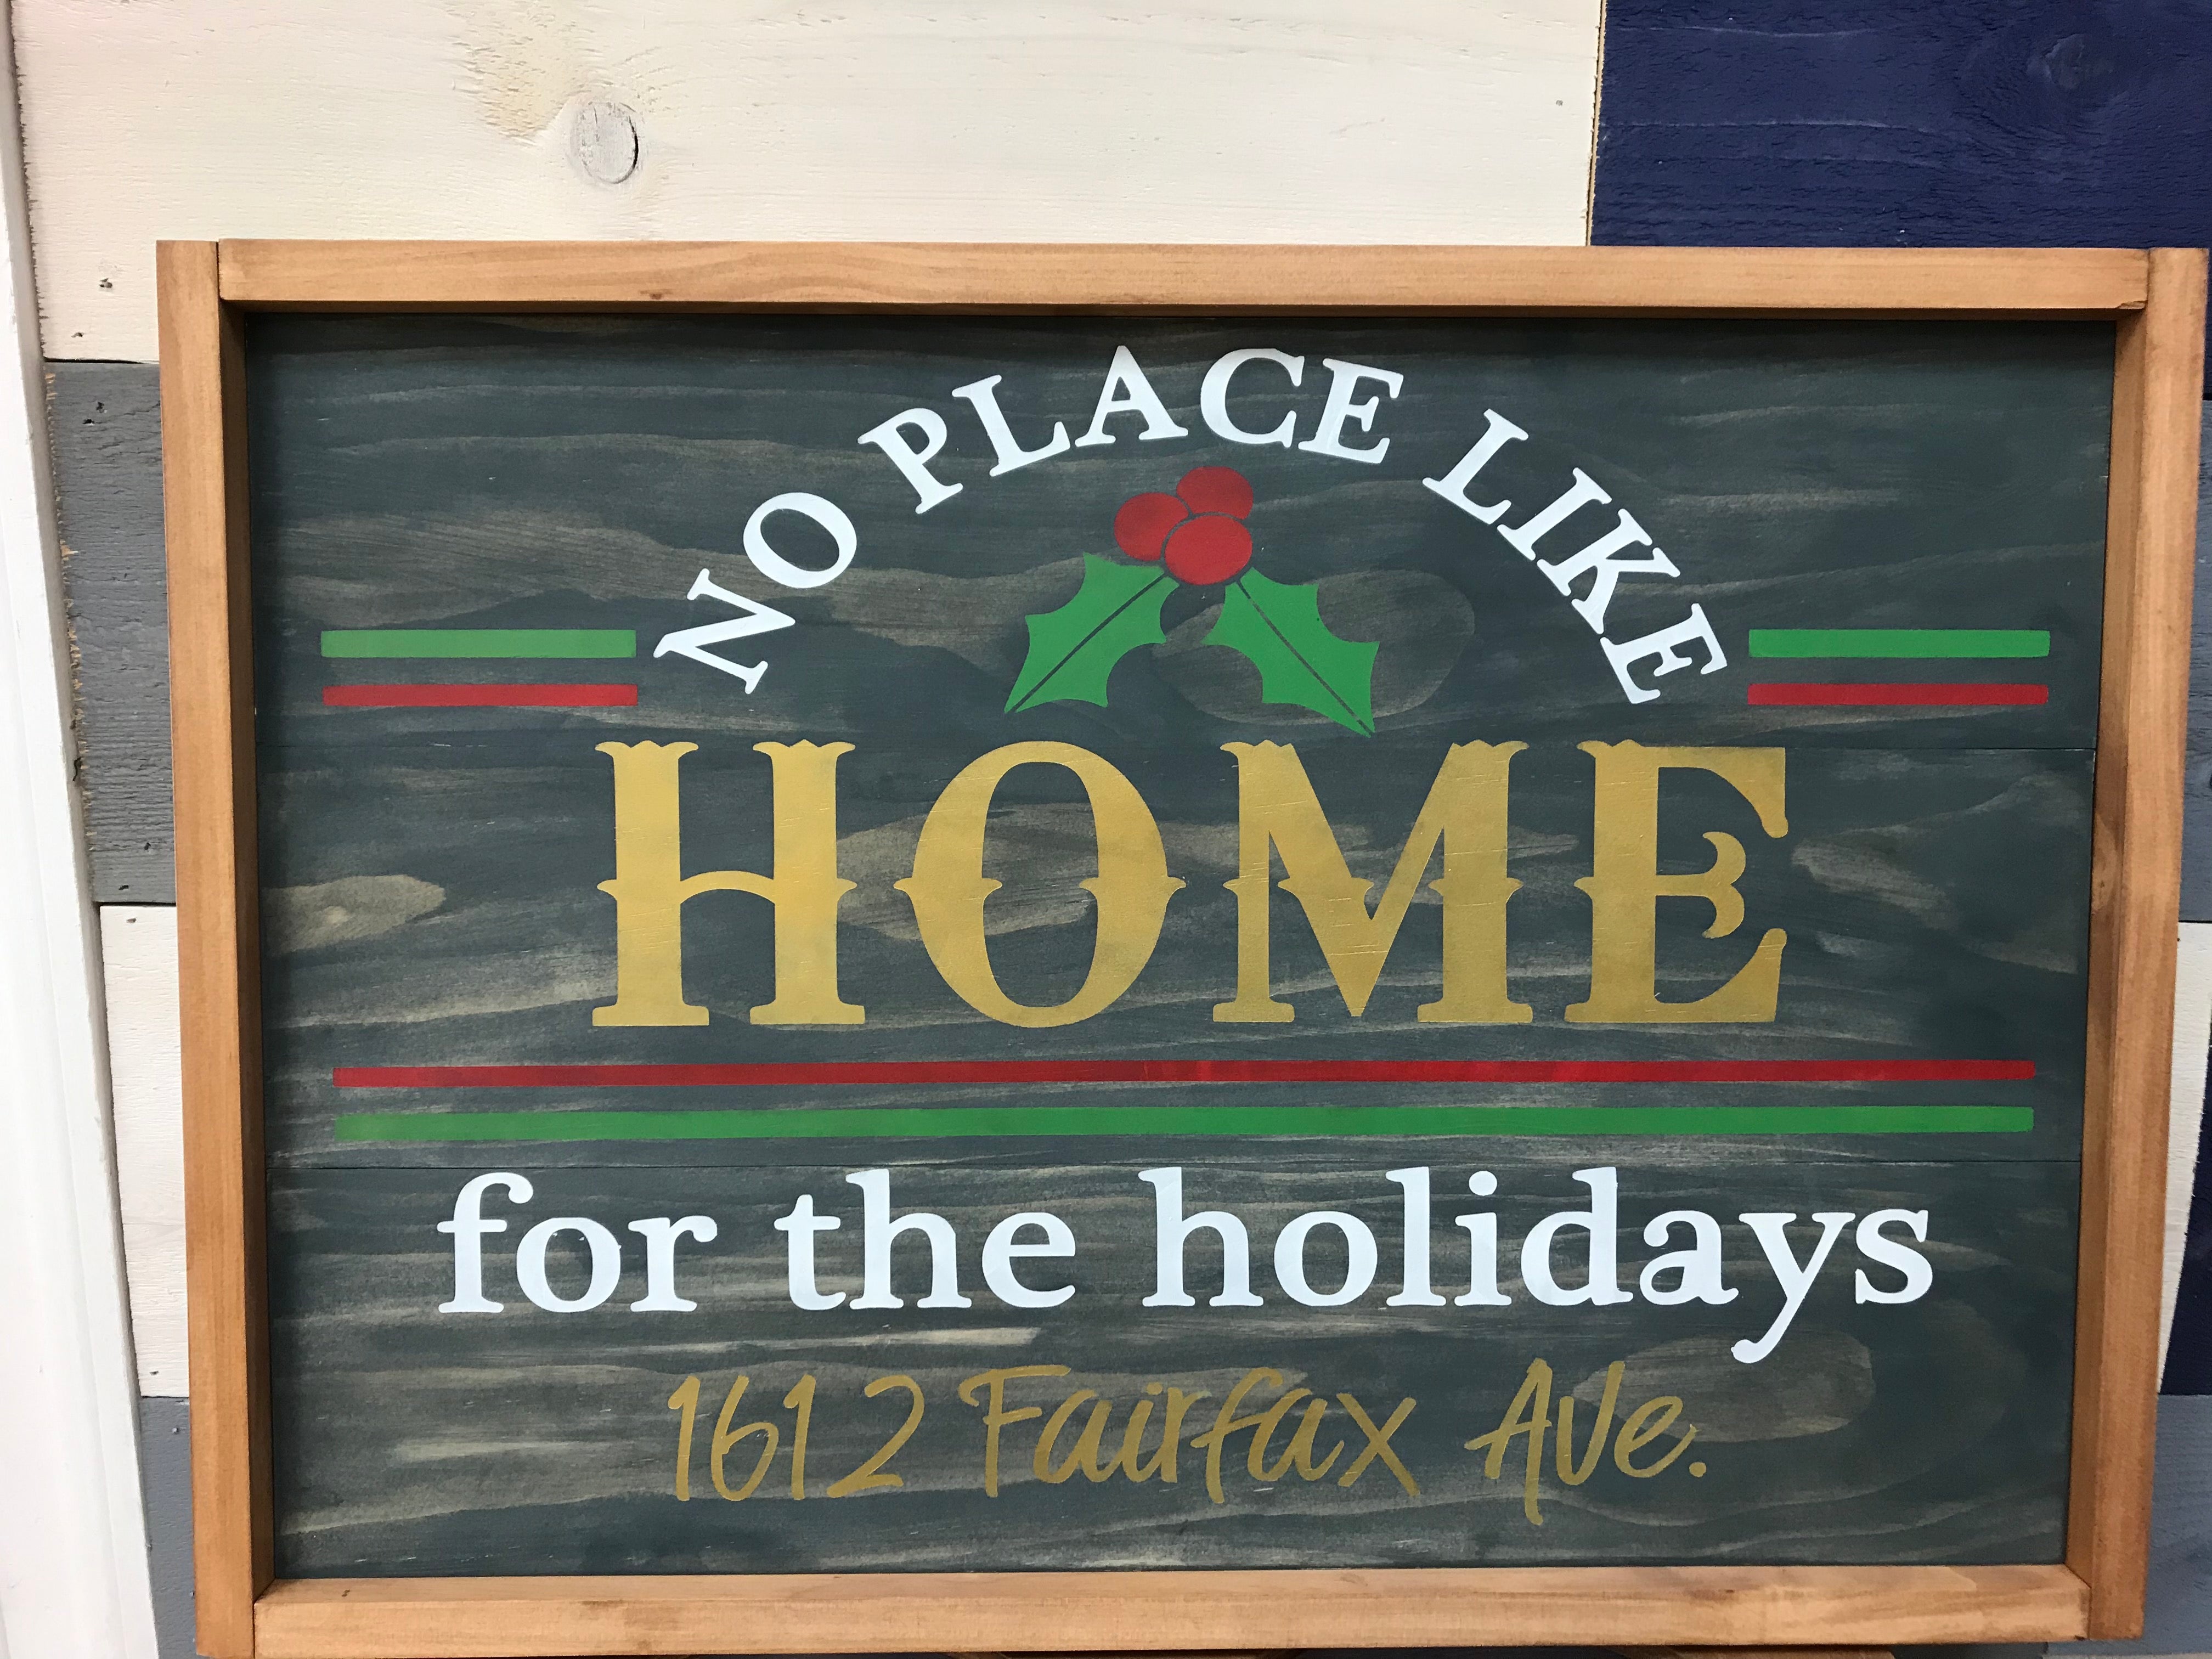 NO PLACE LIKE
HOME
for the holidays
1612 Fairfax Ave.